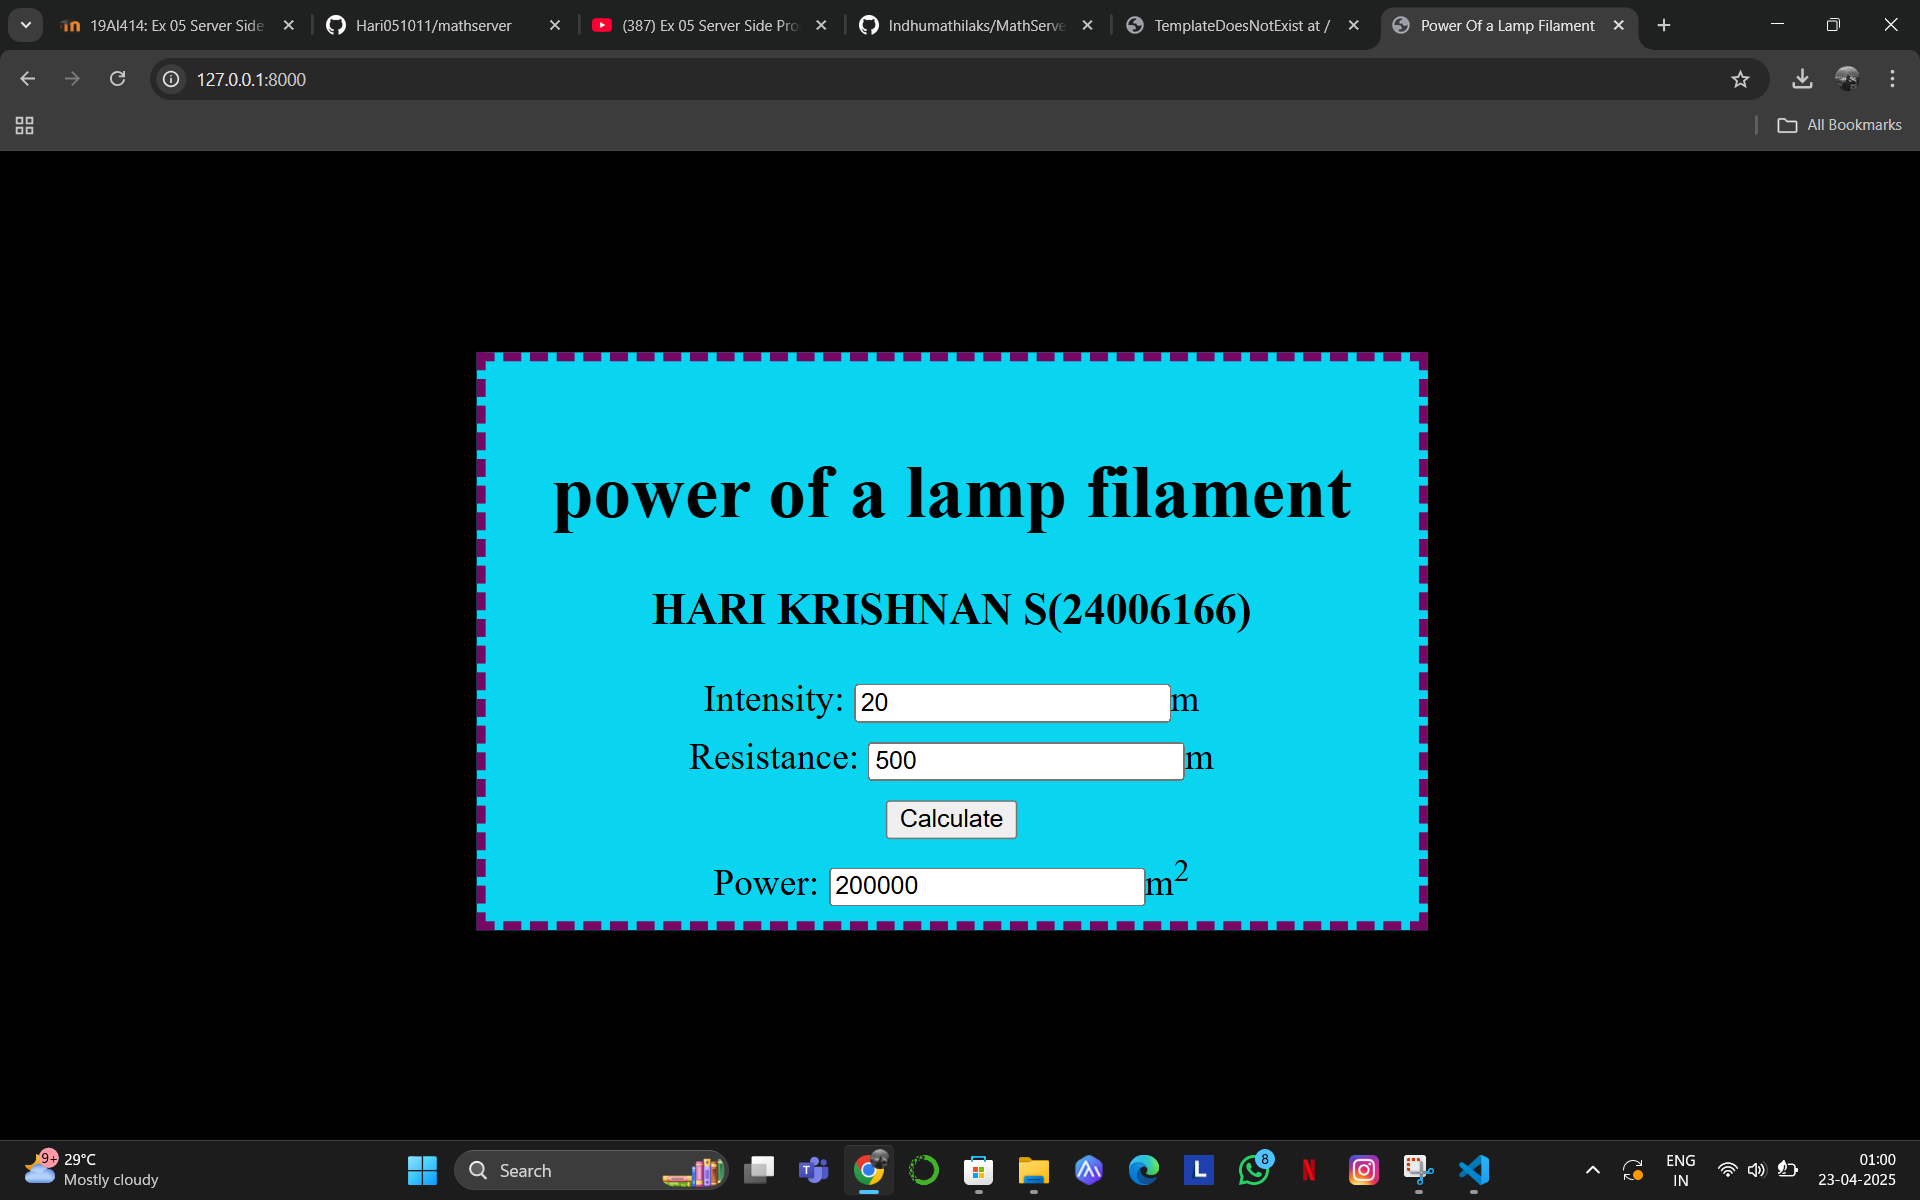 19AI414: Ex 05 Server Side
Hari051011/mathserver
(387) Ex 05 Server Side Pro
Indhumathilaks/MathServe
TemplateDoesNotExist at /
Power Of a Lamp Filament
127.0.0.1:8000
All Bookmarks
power of a lamp filament
HARI KRISHNAN S(24006166)
Intensity: 20 m
Resistance: 500 m
Calculate
Power: 200000 m²
9+
29°C
Mostly cloudy
Search
L
8
N
ENG
IN
01:00
23-04-2025